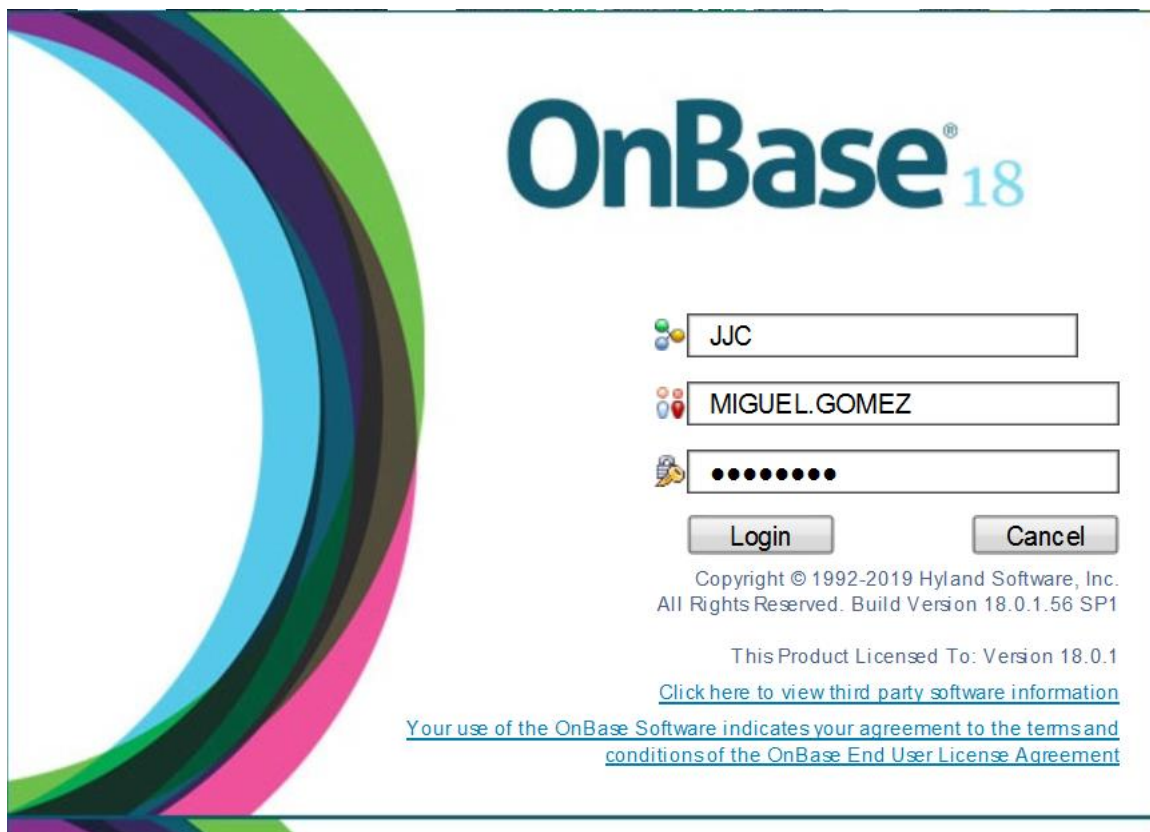 OnBase® 18
JJC
MIGUEL.GOMEZ
••••••••
Login Cancel
Copyright © 1992-2019 Hyland Software, Inc.
All Rights Reserved. Build Version 18.0.1.56 SP1
This Product Licensed To: Version 18.0.1
Click here to view third party software information
Your use of the OnBase Software indicates your agreement to the terms and
conditions of the OnBase End User License Agreement